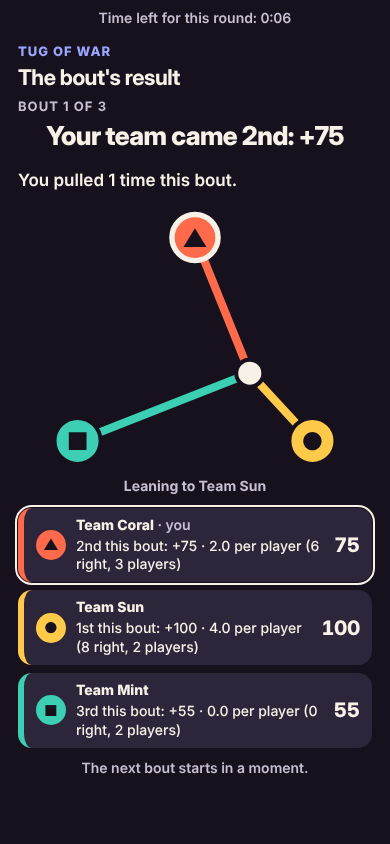 Time left for this round: 0:06
TUG OF WAR
The bout's result
BOUT 1 OF 3
Your team came 2nd: +75
You pulled 1 time this bout.
Leaning to Team Sun
Team Coral · you
2nd this bout: +75 · 2.0 per player (6
right, 3 players)
75
Team Sun
1st this bout: +100 · 4.0 per player
(8 right, 2 players)
100
Team Mint
3rd this bout: +55 · 0.0 per player (0
right, 2 players)
55
The next bout starts in a moment.